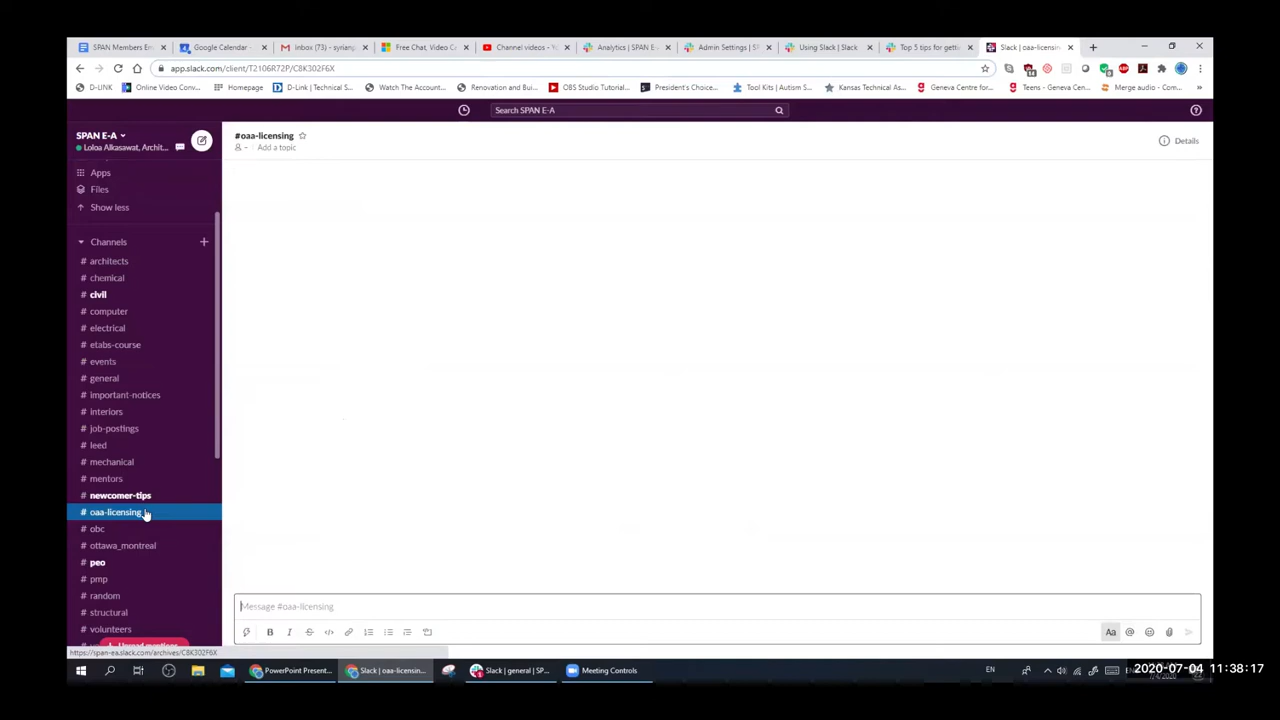 SPAN Members En
Google Calendar -
Inbox (73) - syrian
Free Chat, Video C
Channel videos - Y
Analytics | SPAN E-
Admin Settings | S
Using Slack | Slack
Top 5 tips for gett
Slack | oaa-licensin
app.slack.com/client/T2106R72P/C8K302F6X
D-LINK
Online Video Conv...
Homepage
D-Link | Technical S...
Watch The Account...
Renovation and Bui...
OBS Studio Tutorial...
President's Choice...
Tool Kits | Autism S...
Kansas Technical As...
Geneva Centre for...
Teens - Geneva Cen...
Merge audio - Com...
Search SPAN E-A
SPAN E-A
Loloa Alkasawat, Archit...
#oaa-licensing
Add a topic
Details
Apps
Files
Show less
Channels
# architects
# chemical
# civil
# computer
# electrical
# etabs-course
# events
# general
# important-notices
# interiors
# job-postings
# leed
# mechanical
# mentors
# newcomer-tips
# oaa-licensing
# obc
# ottawa_montreal
# peo
# pmp
# random
# structural
# volunteers
Unread mentions
Message #oaa-licensing
Aa
https://span-ea.slack.com/archives/C8K302F6X
PowerPoint Present...
Slack | oaa-licensin...
Slack | general | SP...
Meeting Controls
EN
2020-07-04 11:38:17